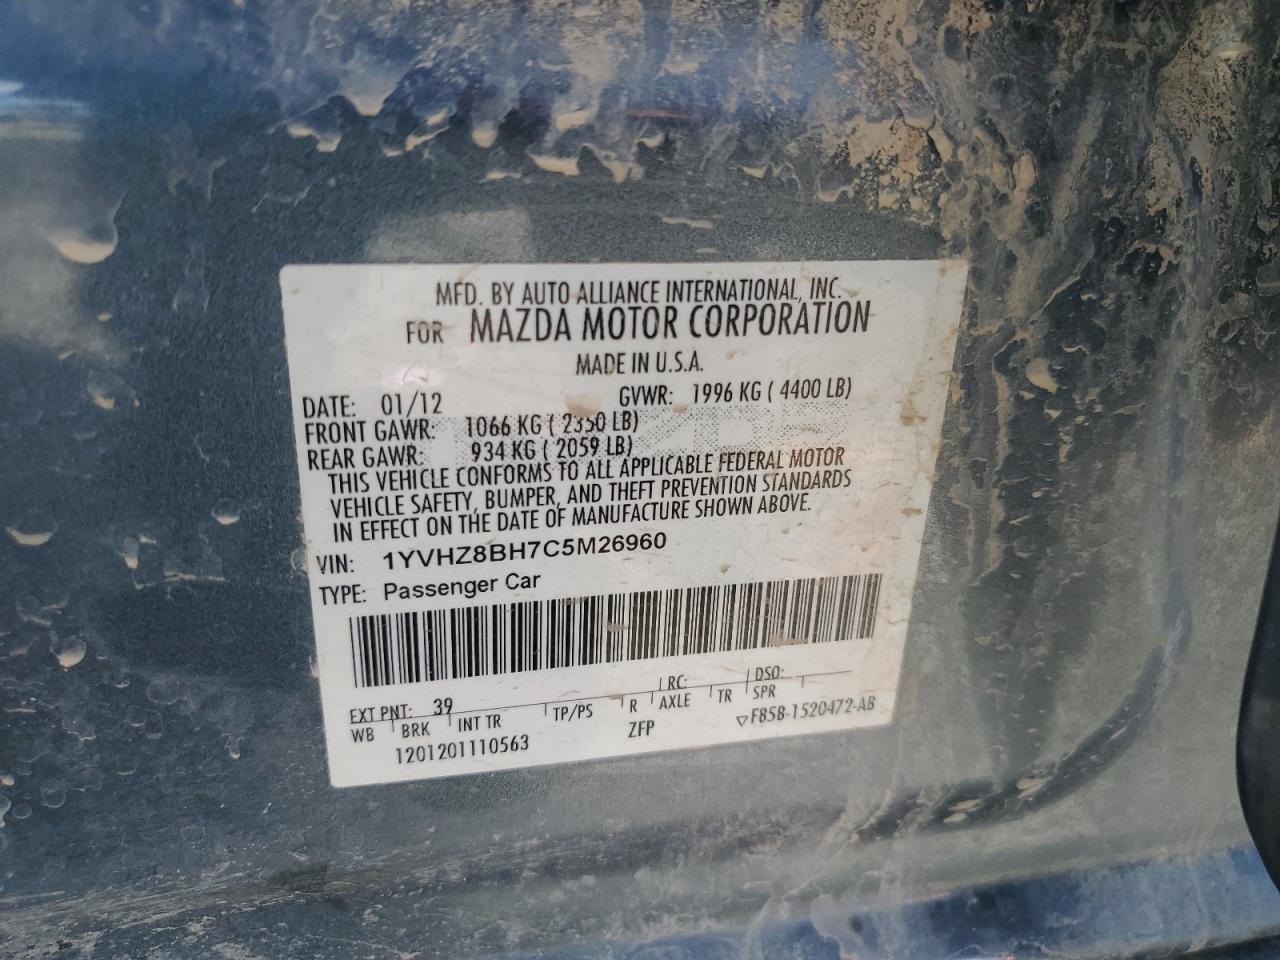 MFD. BY AUTO ALLIANCE INTERNATIONAL, INC.
FOR MAZDA MOTOR CORPORATION
MADE IN U.S.A.
DATE: 01/12 GVWR: 1996 KG ( 4400 LB)
FRONT GAWR: 1066 KG ( 2350 LB)
REAR GAWR: 934 KG ( 2059 LB)
THIS VEHICLE CONFORMS TO ALL APPLICABLE FEDERAL MOTOR
VEHICLE SAFETY, BUMPER, AND THEFT PREVENTION STANDARDS
IN EFFECT ON THE DATE OF MANUFACTURE SHOWN ABOVE.
VIN: 1YVHZ8BH7C5M26960
TYPE: Passenger Car
EXT PNT: 39 RC: DSO:
WB BRK INT TR TP/PS R AXLE TR SPR
1201201110563 ZFP ▽F85B-1520472-AB